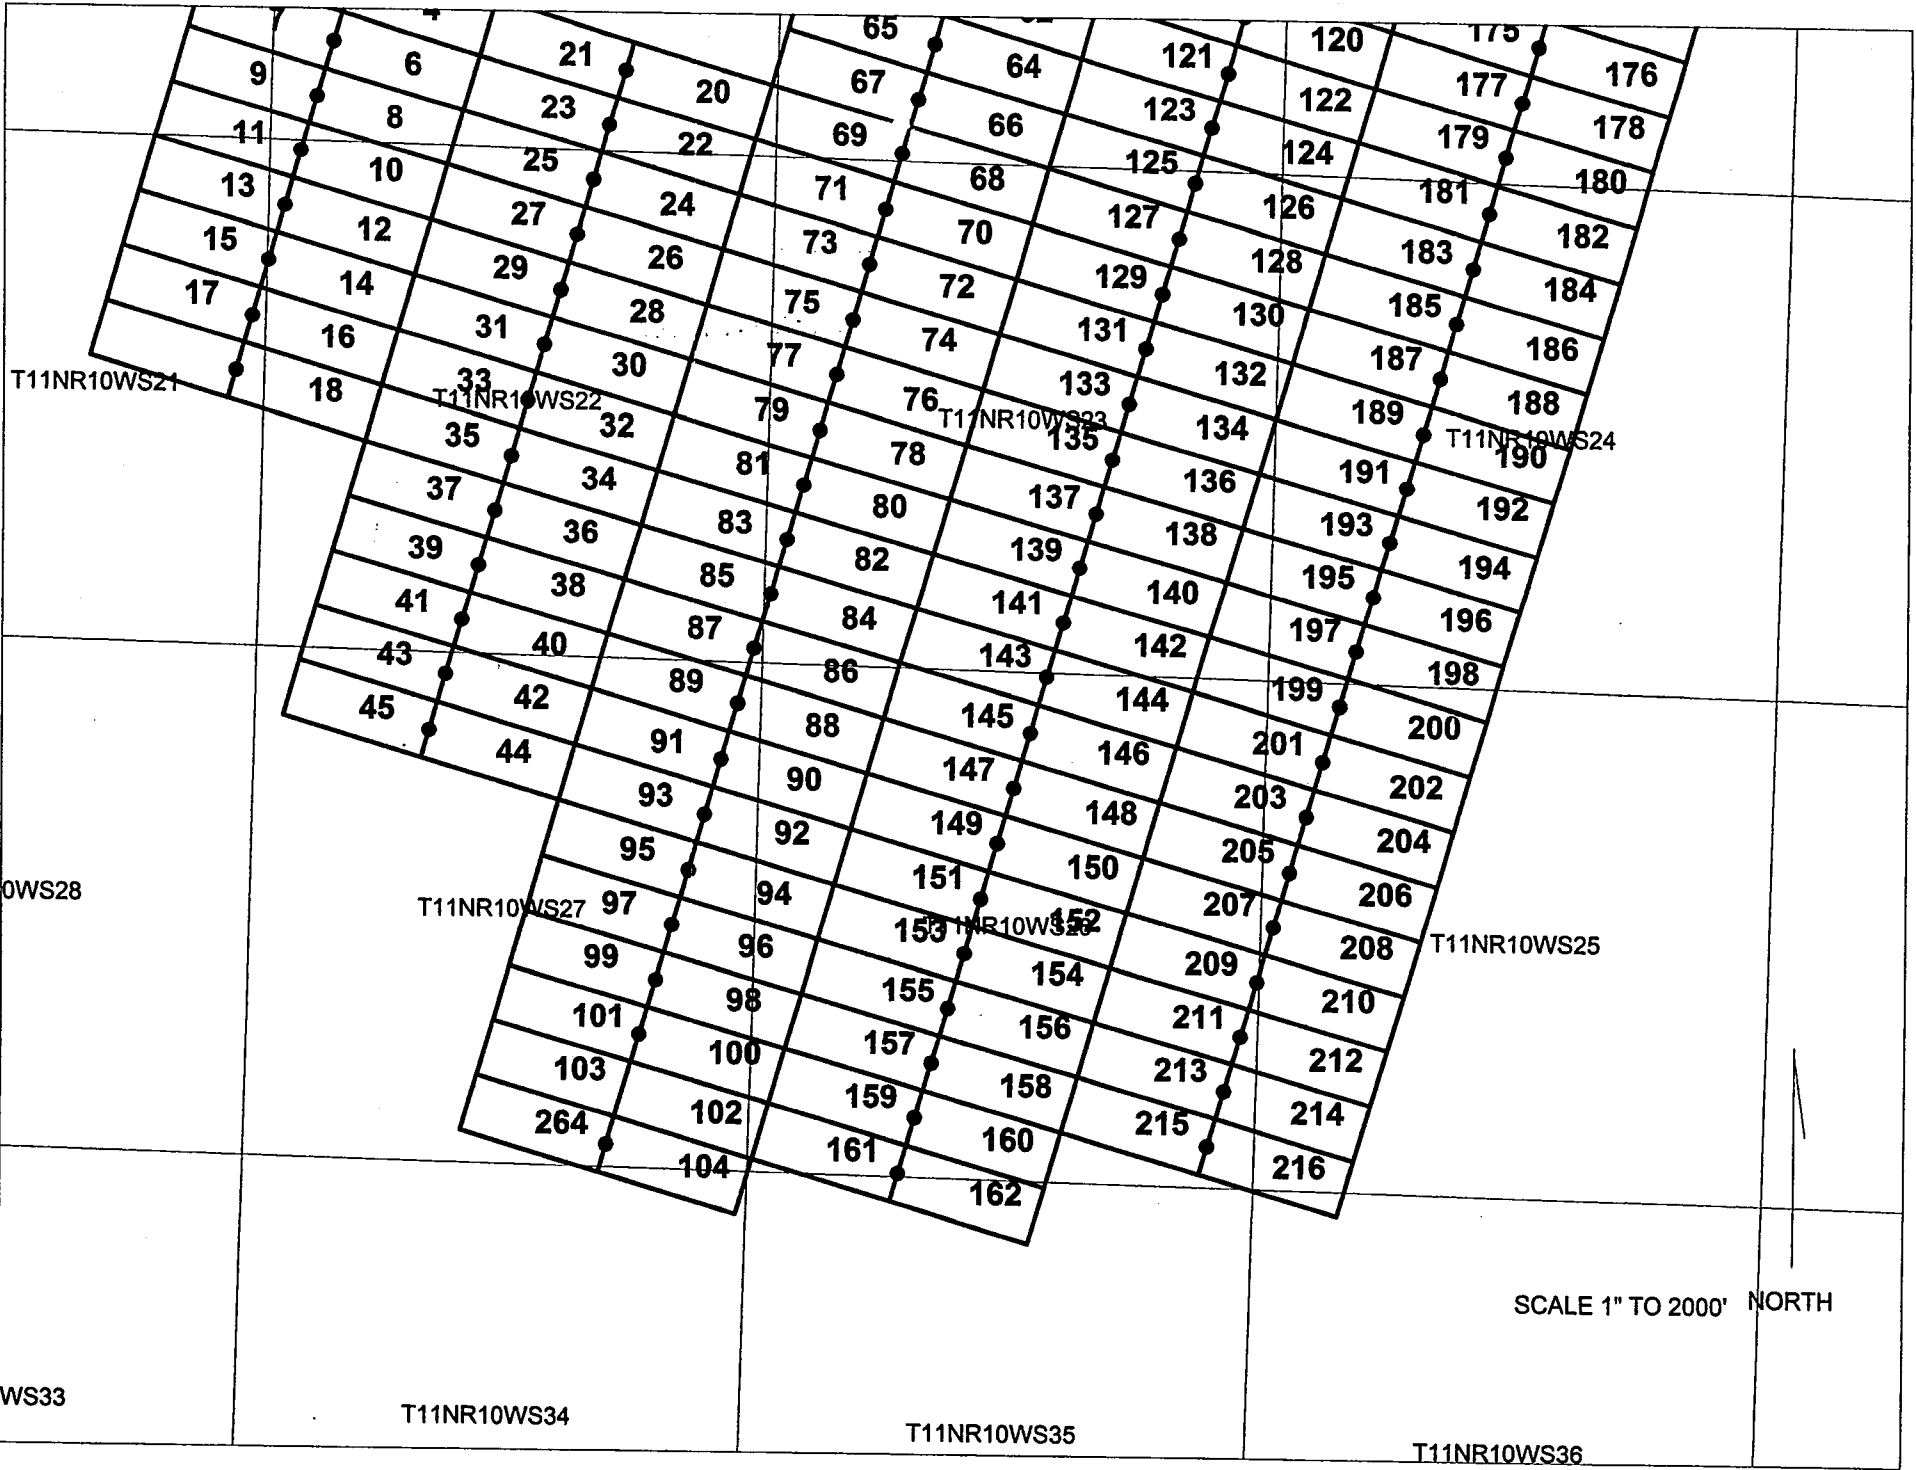 7 4 65 62 120 175
9 6 21 20 67 64 121 122 177 176
11 8 23 22 69 66 123 124 179 178
13 10 25 24 71 68 125 126 181 180
15 12 27 26 73 70 127 128 183 182
17 14 29 28 75 72 129 130 185 184
16 31 30 77 74 131 132 187 186
18 33 32 79 76 133 134 189 188
T11NR10WS21 T11NR10WS22 T11NR10WS23 T11NR10WS24
35 34 81 78 135 136 191 190
37 36 83 80 137 138 193 192
39 38 85 82 139 140 195 194
41 40 87 84 141 142 197 196
43 42 89 86 143 144 199 198
45 44 91 88 145 146 201 200
93 90 147 148 203 202
95 92 149 150 205 204
97 94 151 152 207 206
0WS28 T11NR10WS27 T11NR10WS26 T11NR10WS25
99 96 153 154 209 208
101 98 155 156 211 210
103 100 157 158 213 212
264 102 159 160 215 214
104 161 162 216
SCALE 1" TO 2000' NORTH
WS33 T11NR10WS34 T11NR10WS35 T11NR10WS36